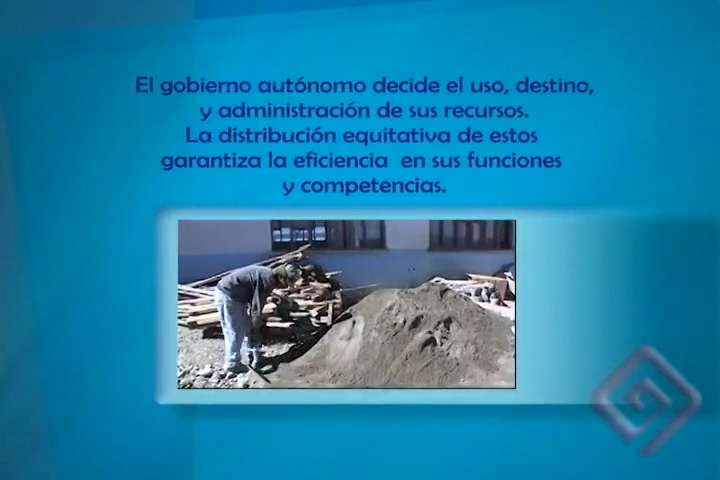 El gobierno autónomo decide el uso, destino,
y administración de sus recursos.
La distribución equitativa de estos
garantiza la eficiencia en sus funciones
y competencias.